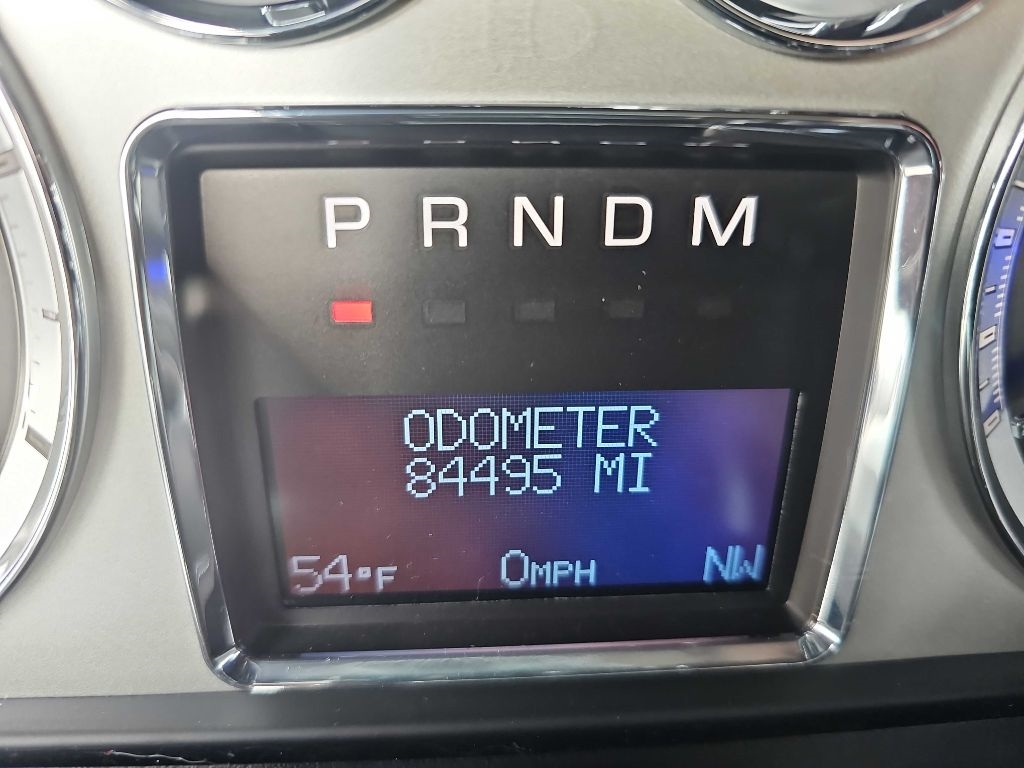 P R N D M
ODOMETER
84495 MI
54°F 0MPH NW